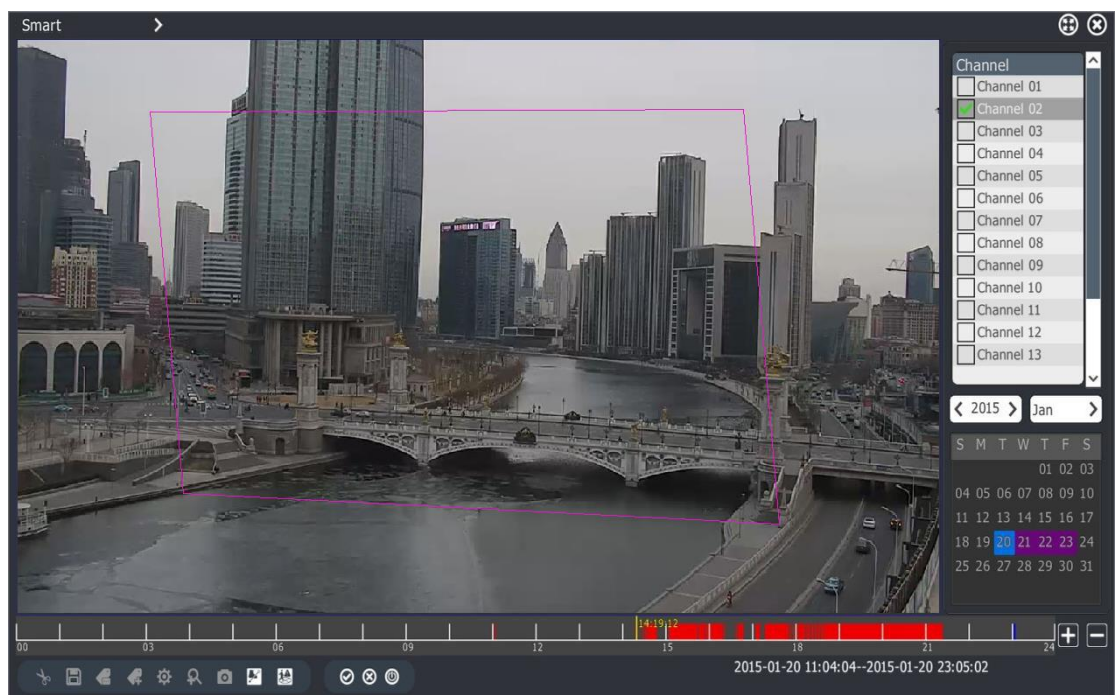 Smart
Channel
Channel 01
Channel 02
Channel 03
Channel 04
Channel 05
Channel 06
Channel 07
Channel 08
Channel 09
Channel 10
Channel 11
Channel 12
Channel 13
2015 Jan
S M T W T F S
01 02 03
04 05 06 07 08 09 10
11 12 13 14 15 16 17
18 19 20 21 22 23 24
25 26 27 28 29 30 31
14:19:12
00 03 06 09 12 15 18 21 24
2015-01-20 11:04:04--2015-01-20 23:05:02